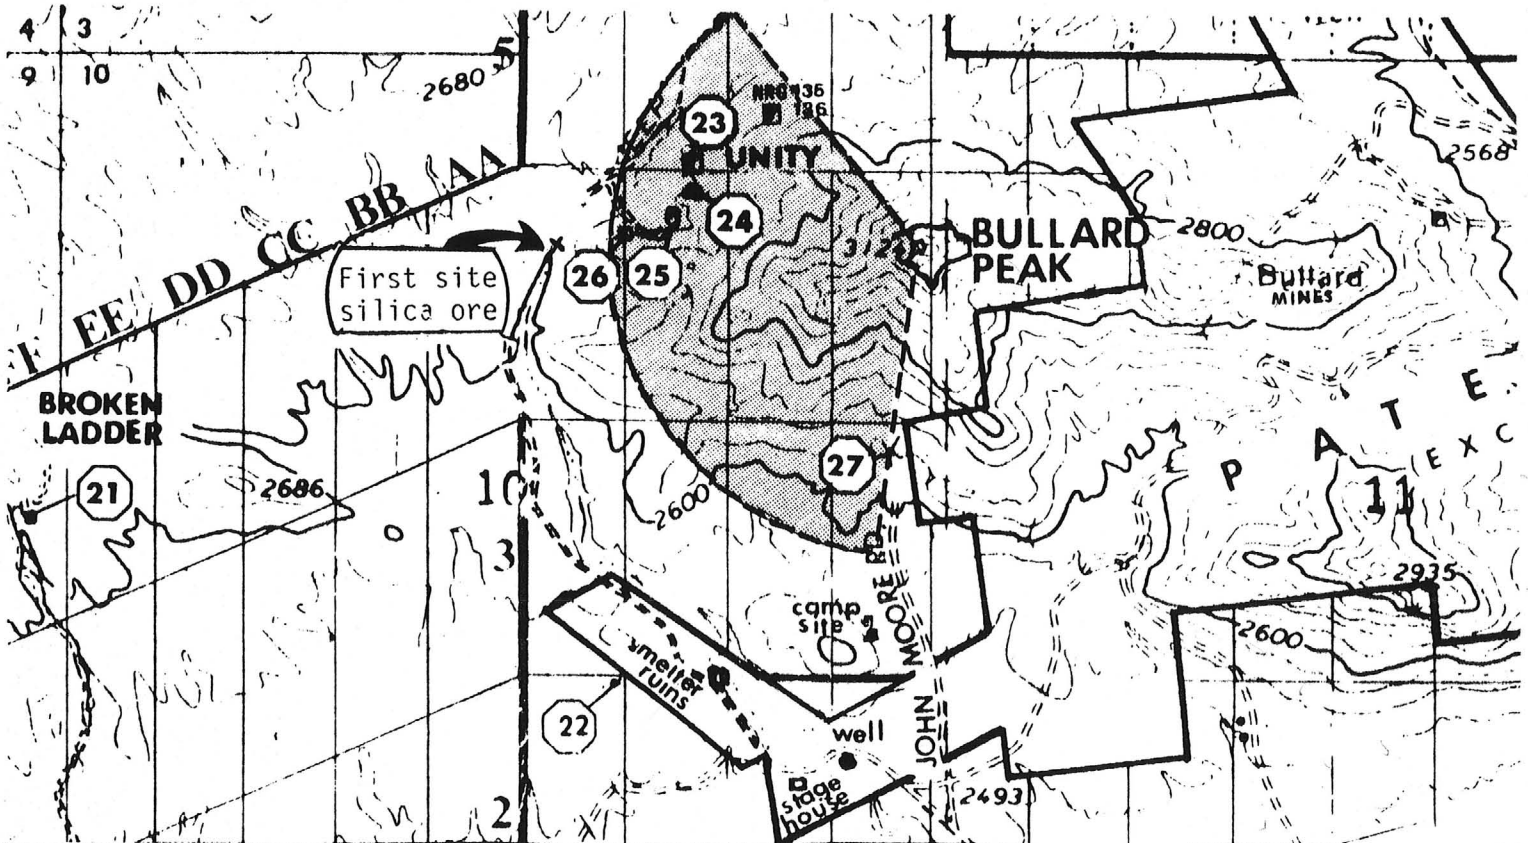 4 3
9 10
2680
5
23
UNITY
24
26
25
AA
BB
CC
DD
EE
First site
silica ore
BULLARD
PEAK
2800
2568
Bullard
MINES
BROKEN
LADDER
21
2686
10
2600
27
P A T E
E X C
11
3
2935
2600
camp
site
JOHN MOORE RD
smelter
ruins
22
well
stage
house
2493
2